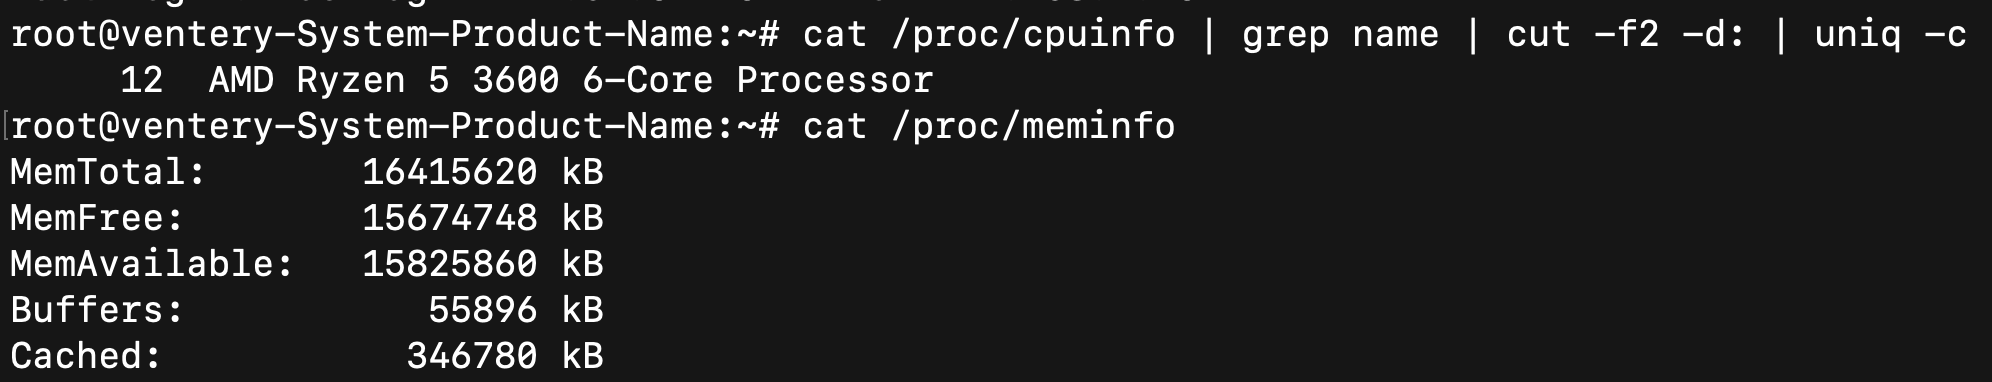 root@ventery-System-Product-Name:~# cat /proc/cpuinfo | grep name | cut -f2 -d: | uniq -c
12 AMD Ryzen 5 3600 6-Core Processor
[root@ventery-System-Product-Name:~# cat /proc/meminfo
MemTotal: 16415620 kB
MemFree: 15674748 kB
MemAvailable: 15825860 kB
Buffers: 55896 kB
Cached: 346780 kB